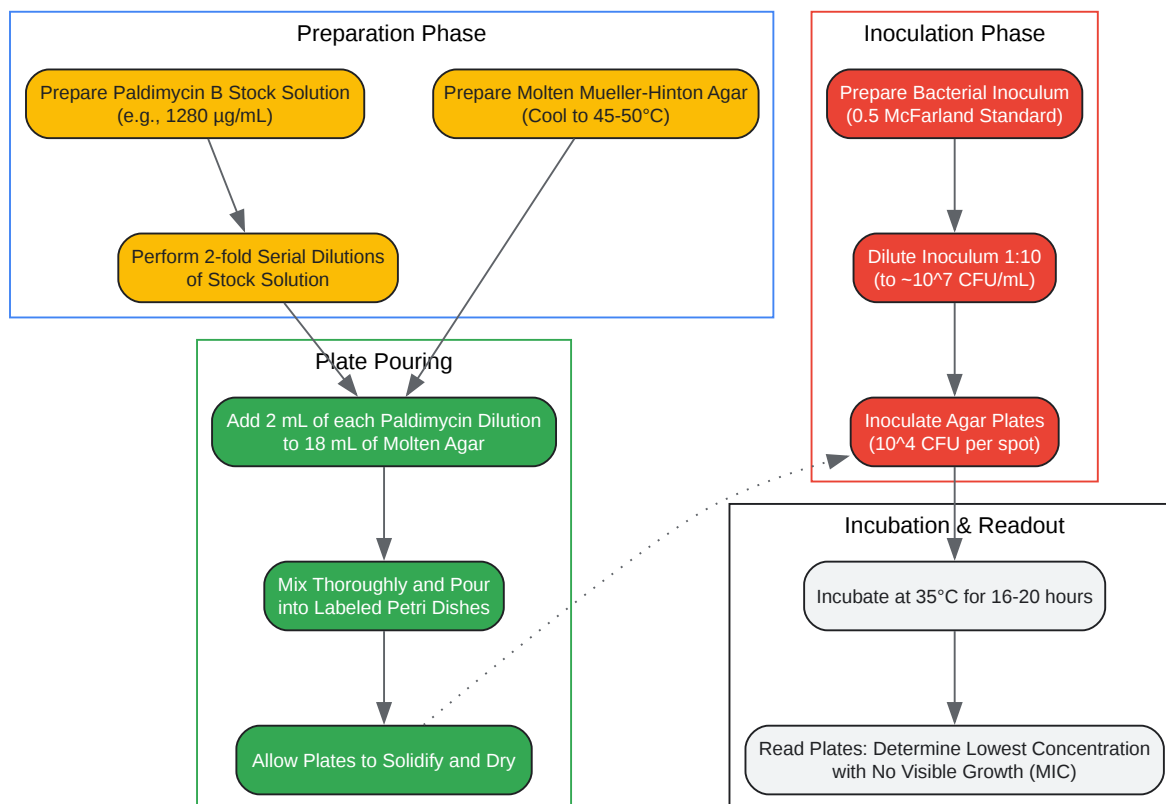 Preparation Phase
Prepare Paldimycin B Stock Solution
(e.g., 1280 µg/mL)
Prepare Molten Mueller-Hinton Agar
(Cool to 45-50°C)
Perform 2-fold Serial Dilutions
of Stock Solution
Plate Pouring
Add 2 mL of each Paldimycin Dilution
to 18 mL of Molten Agar
Mix Thoroughly and Pour
into Labeled Petri Dishes
Allow Plates to Solidify and Dry
Inoculation Phase
Prepare Bacterial Inoculum
(0.5 McFarland Standard)
Dilute Inoculum 1:10
(to ~10^7 CFU/mL)
Inoculate Agar Plates
(10^4 CFU per spot)
Incubation & Readout
Incubate at 35°C for 16-20 hours
Read Plates: Determine Lowest Concentration
with No Visible Growth (MIC)